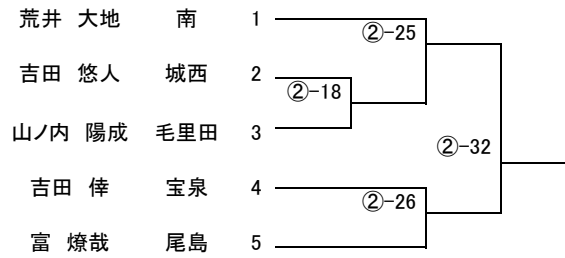 荒井 大地 南 1
②-25
吉田 悠人 城西 2
②-18
山ノ内 陽成 毛里田 3
②-32
吉田 倖 宝泉 4
②-26
富 燎哉 尾島 5